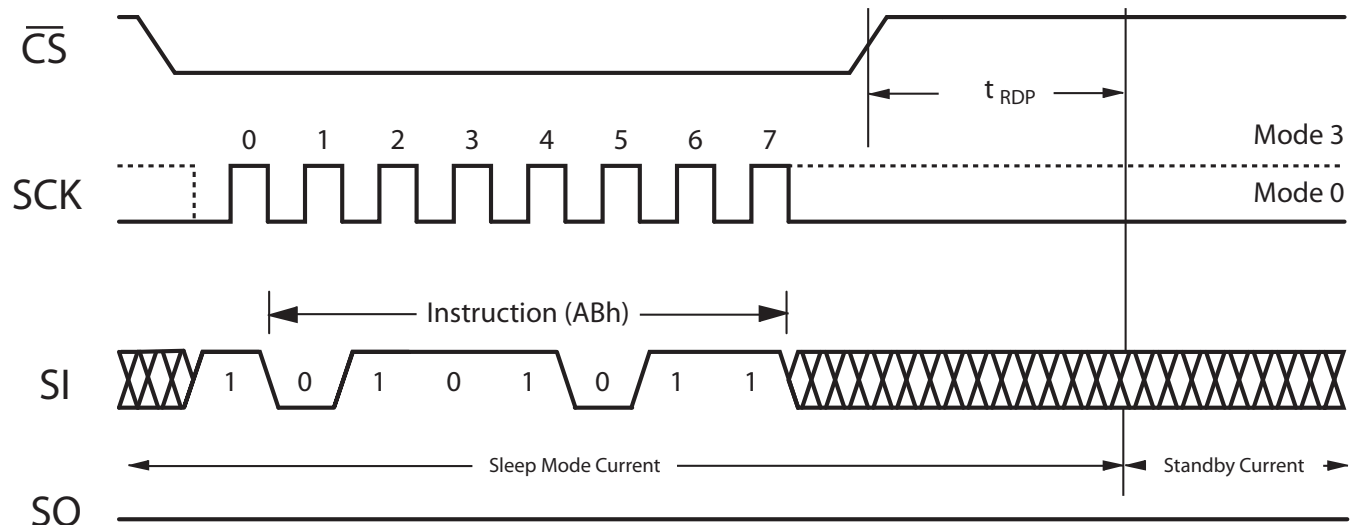 CS
t RDP
0 1 2 3 4 5 6 7
Mode 3
SCK
Mode 0
Instruction (ABh)
SI
1 0 1 0 1 0 1 1
Sleep Mode Current
Standby Current
SO